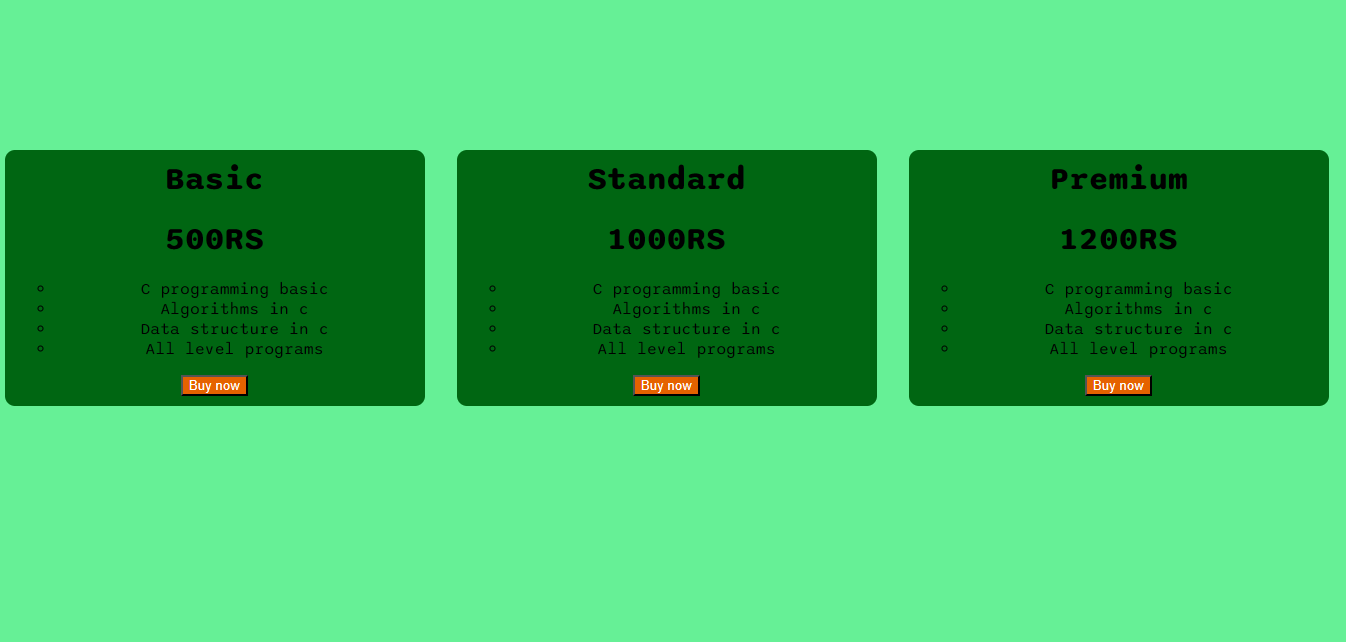 Basic
500RS
C programming basic
Algorithms in c
Data structure in c
All level programs
Buy now
Standard
1000RS
C programming basic
Algorithms in c
Data structure in c
All level programs
Buy now
Premium
1200RS
C programming basic
Algorithms in c
Data structure in c
All level programs
Buy now